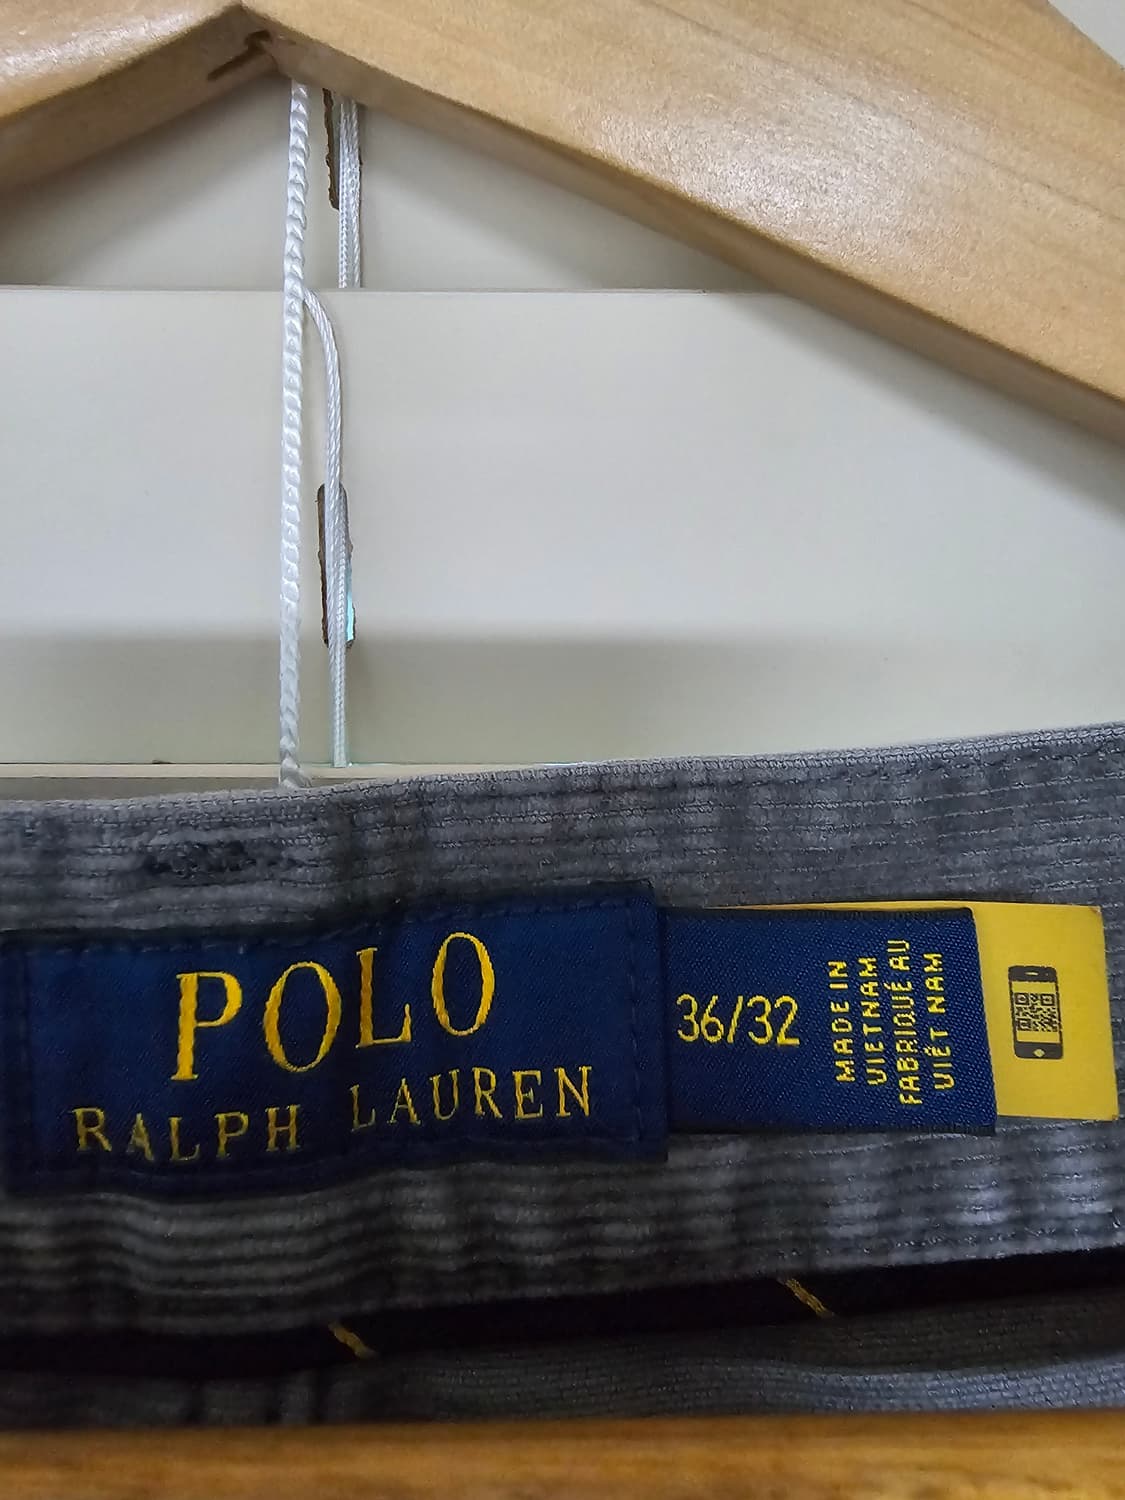 POLO
RALPH LAUREN
36/32
MADE IN
VIETNAM
FABRIQUÉ AU
VIÊT NAM